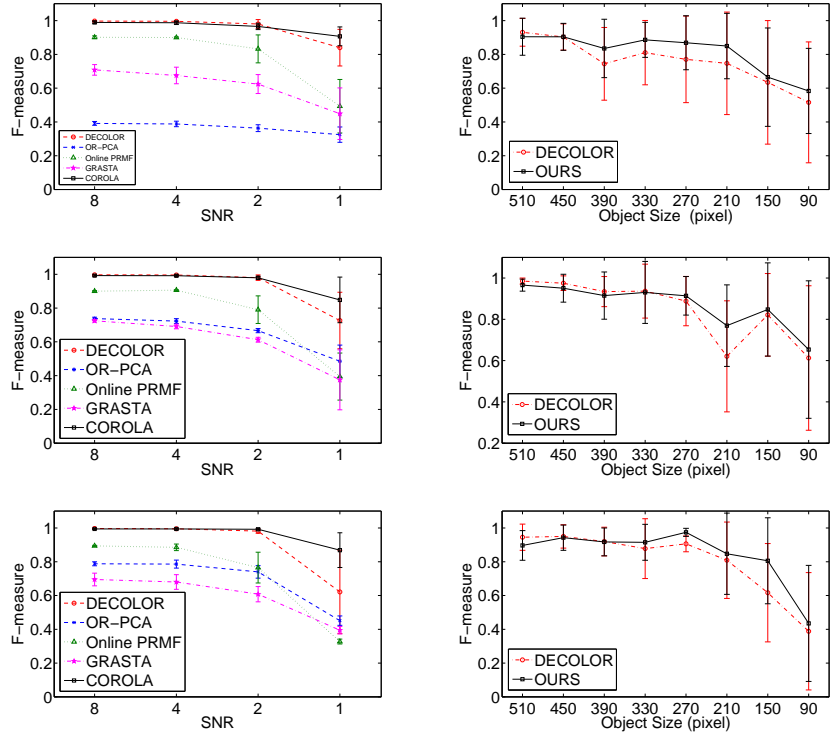 1
0.8
0.6
0.4
0.2
F−measure
DECOLOR
OR−PCA
Online PRMF
GRASTA
COROLA
8 4 2 1
SNR
1
0.8
0.6
0.4
0.2
F−measure
DECOLOR
OURS
510 450 390 330 270 210 150 90
Object Size (pixel)
1
0.8
0.6
0.4
0.2
F−measure
DECOLOR
OR−PCA
Online PRMF
GRASTA
COROLA
8 4 2 1
SNR
1
0.8
0.6
0.4
0.2
F−measure
DECOLOR
OURS
510 450 390 330 270 210 150 90
Object Size (pixel)
1
0.8
0.6
0.4
0.2
F−measure
DECOLOR
OR−PCA
Online PRMF
GRASTA
COROLA
8 4 2 1
SNR
1
0.8
0.6
0.4
0.2
F−measure
DECOLOR
OURS
510 450 390 330 270 210 150 90
Object Size (pixel)